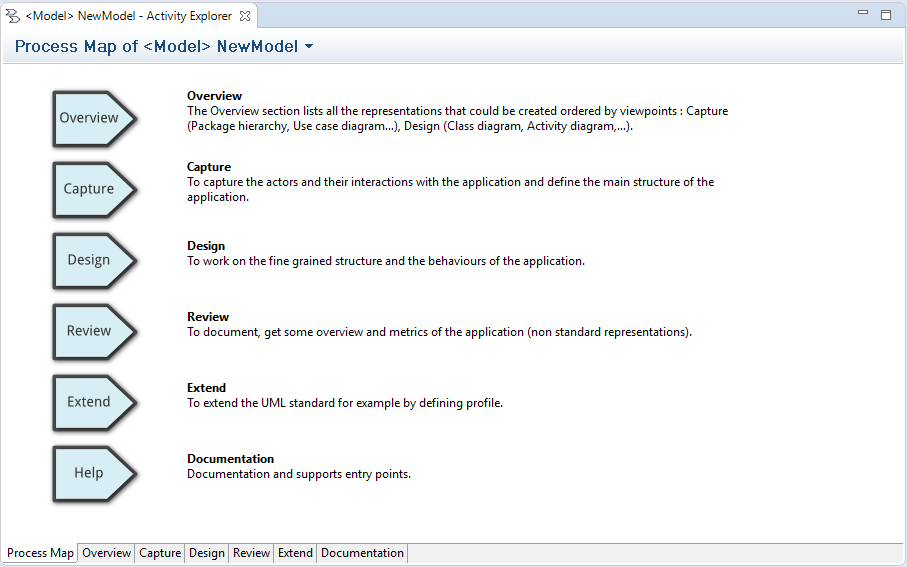 <Model> NewModel - Activity Explorer
Process Map of <Model> NewModel
Overview
Overview
The Overview section lists all the representations that could be created ordered by viewpoints : Capture
(Package hierarchy, Use case diagram...), Design (Class diagram, Activity diagram,...).
Capture
Capture
To capture the actors and their interactions with the application and define the main structure of the
application.
Design
Design
To work on the fine grained structure and the behaviours of the application.
Review
Review
To document, get some overview and metrics of the application (non standard representations).
Extend
Extend
To extend the UML standard for example by defining profile.
Help
Documentation
Documentation and supports entry points.
Process Map Overview Capture Design Review Extend Documentation